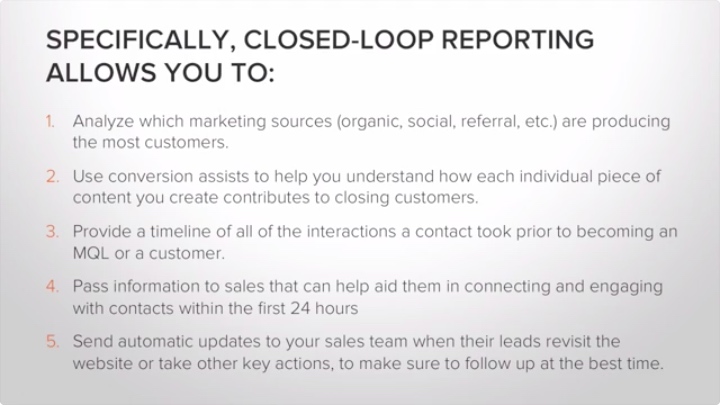 SPECIFICALLY, CLOSED-LOOP REPORTING
ALLOWS YOU TO:
1. Analyze which marketing sources (organic, social, referral, etc.) are producing
the most customers.
2. Use conversion assists to help you understand how each individual piece of
content you create contributes to closing customers.
3. Provide a timeline of all of the interactions a contact took prior to becoming an
MQL or a customer.
4. Pass information to sales that can help aid them in connecting and engaging
with contacts within the first 24 hours
5. Send automatic updates to your sales team when their leads revisit the
website or take other key actions, to make sure to follow up at the best time.